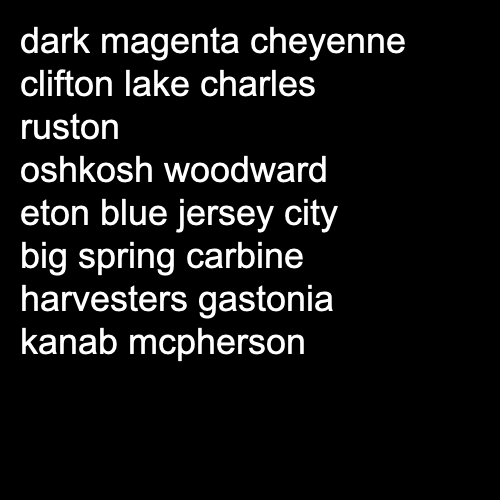 dark magenta cheyenne
clifton lake charles
ruston
oshkosh woodward
eton blue jersey city
big spring carbine
harvesters gastonia
kanab mcpherson